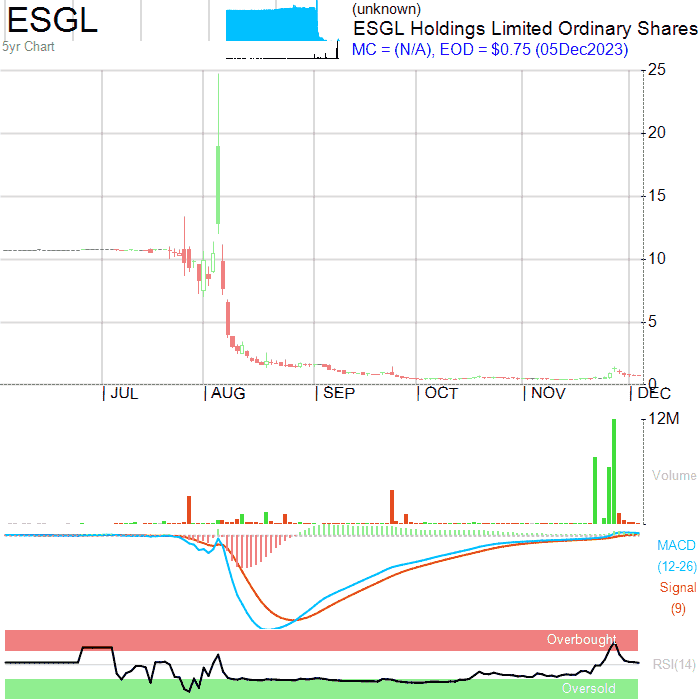 ESGL
5yr Chart
(unknown)
ESGL Holdings Limited Ordinary Shares
MC = (N/A), EOD = $0.75 (05Dec2023)
25
20
15
10
5
0
JUL
AUG
SEP
OCT
NOV
DEC
12M
Volume
MACD
(12-26)
Signal
(9)
Overbought
RSI(14)
Oversold